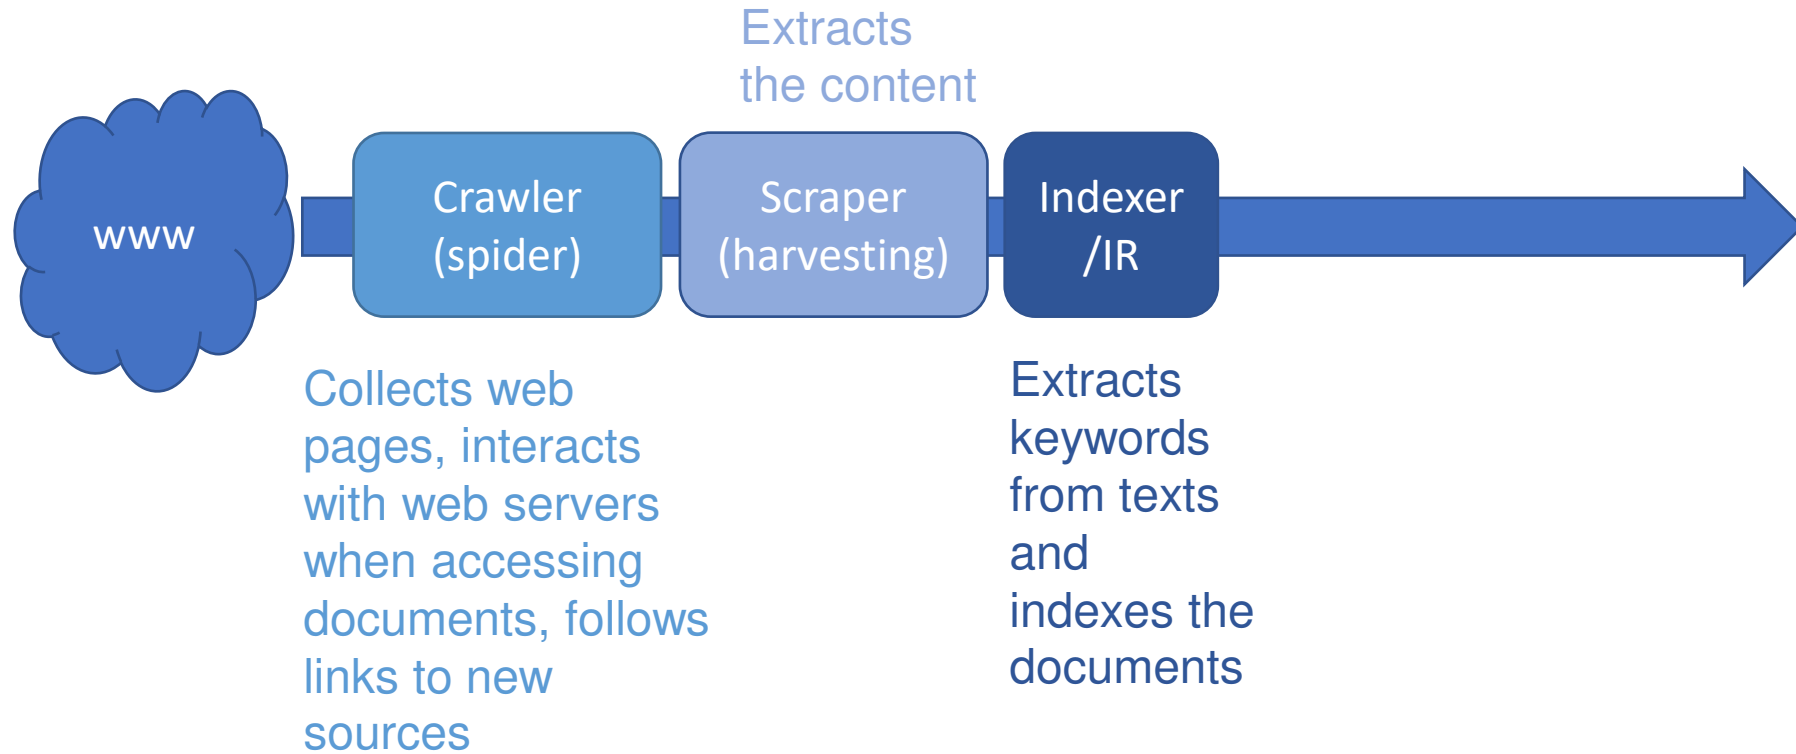 Extracts
the content
www
Crawler
(spider)
Scraper
(harvesting)
Indexer
/IR
Collects web
pages, interacts
with web servers
when accessing
documents, follows
links to new
sources
Extracts
keywords
from texts
and
indexes the
documents